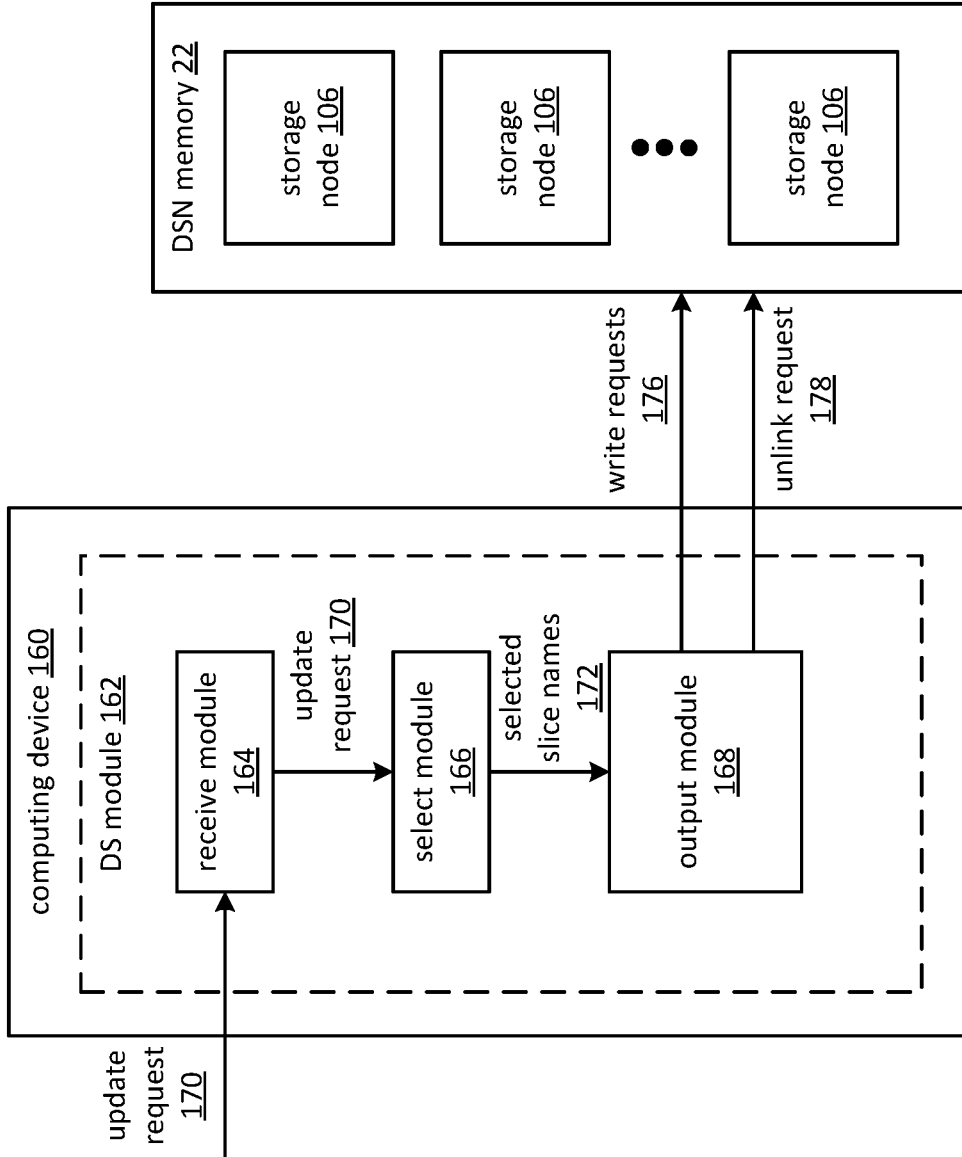 computing device 160
DS module 162
update
request
170
receive module
164
update
request 170
select module
166
selected
slice names
172
output module
168
write requests
176
unlink request
178
DSN memory 22
storage
node 106
storage
node 106
storage
node 106